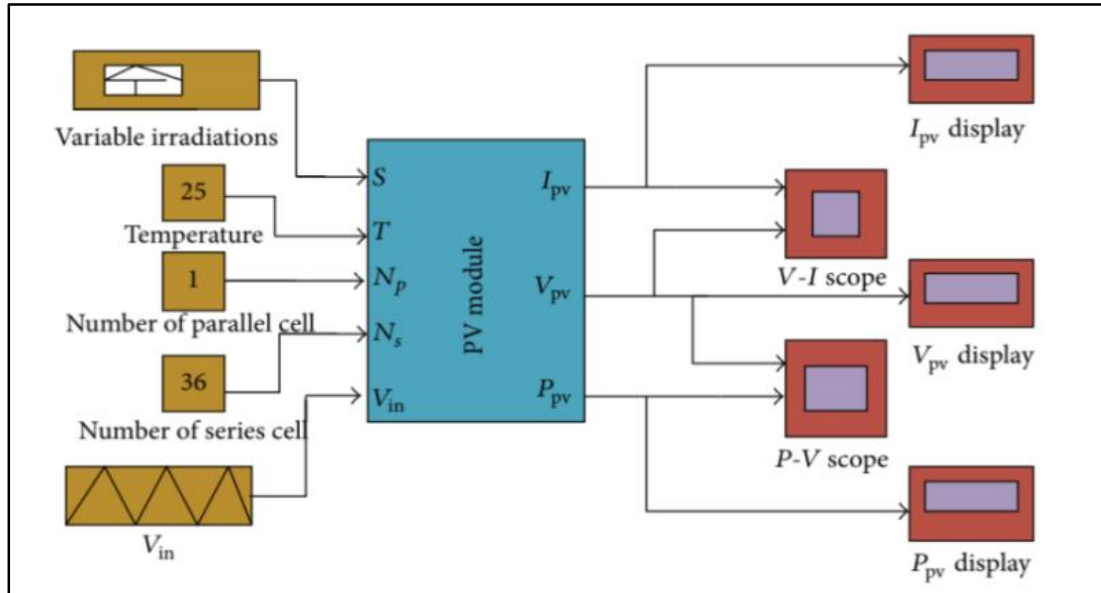 Variable irradiations
25
Temperature
1
Number of parallel cell
36
Number of series cell
V_in
S
T
N_p
N_s
V_in
PV module
I_pv
V_pv
P_pv
I_pv display
V-I scope
V_pv display
P-V scope
P_pv display